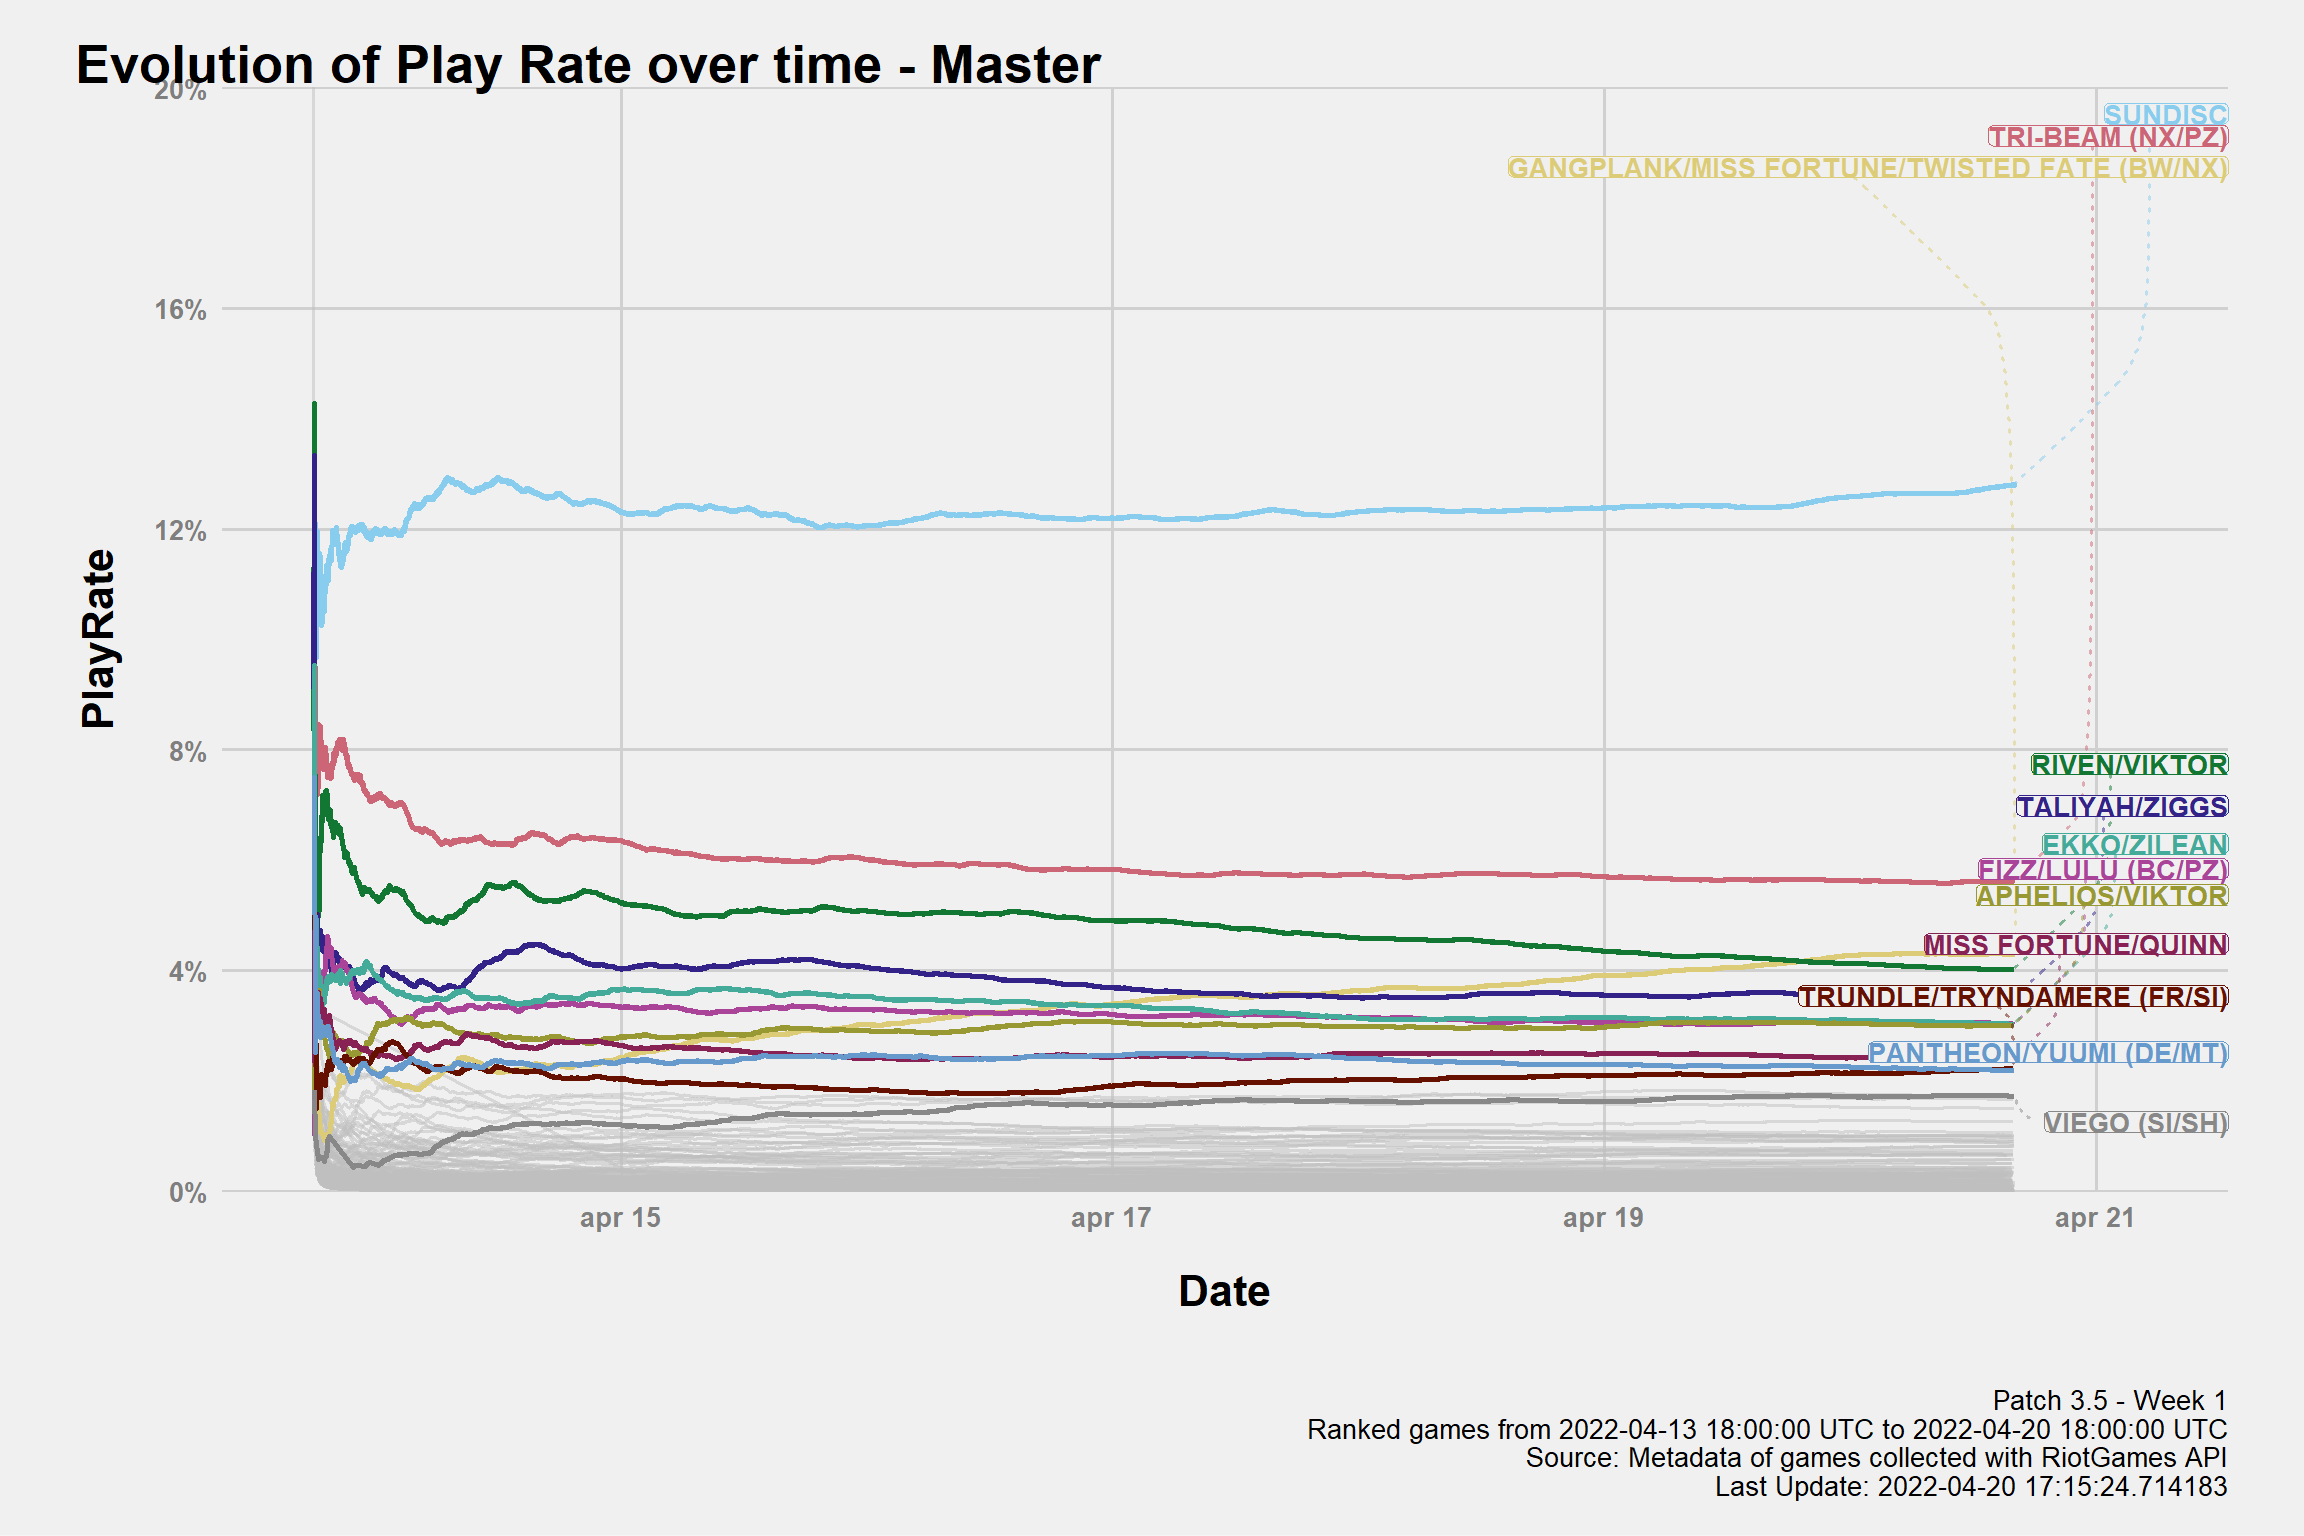 Evolution of Play Rate over time - Master
20%
16%
12%
8%
4%
0%
PlayRate
SUNDISC
TRI-BEAM (NX/PZ)
GANGPLANK/MISS FORTUNE/TWISTED FATE (BW/NX)
RIVEN/VIKTOR
TALIYAH/ZIGGS
EKKO/ZILEAN
FIZZ/LULU (BC/PZ)
APHELIOS/VIKTOR
MISS FORTUNE/QUINN
TRUNDLE/TRYNDAMERE (FR/SI)
PANTHEON/YUUMI (DE/MT)
VIEGO (SI/SH)
apr 15
apr 17
apr 19
apr 21
Date
Patch 3.5 - Week 1
Ranked games from 2022-04-13 18:00:00 UTC to 2022-04-20 18:00:00 UTC
Source: Metadata of games collected with RiotGames API
Last Update: 2022-04-20 17:15:24.714183